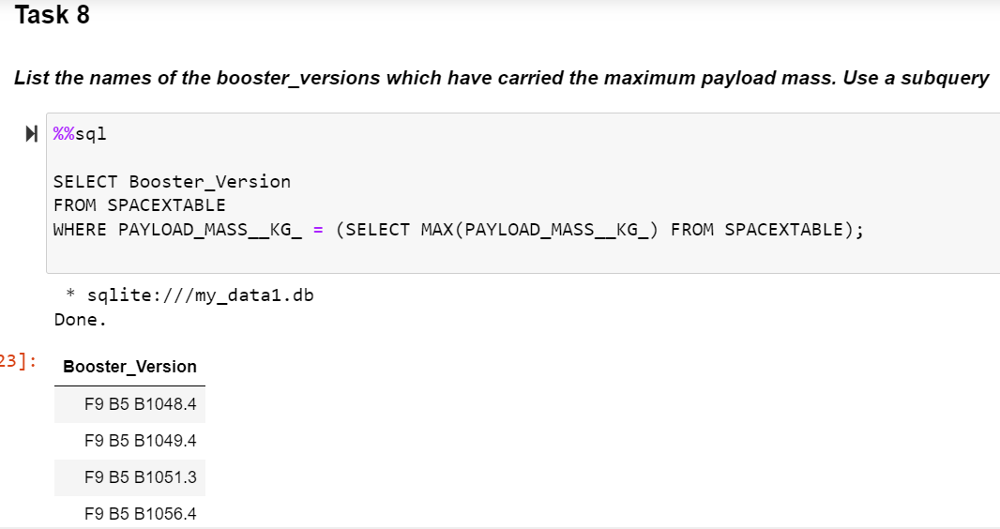 Task 8
List the names of the booster_versions which have carried the maximum payload mass. Use a subquery
%%sql
SELECT Booster_Version
FROM SPACEXTABLE
WHERE PAYLOAD_MASS__KG_ = (SELECT MAX(PAYLOAD_MASS__KG_) FROM SPACEXTABLE);
* sqlite:///my_data1.db
Done.
23]:
Booster_Version
F9 B5 B1048.4
F9 B5 B1049.4
F9 B5 B1051.3
F9 B5 B1056.4